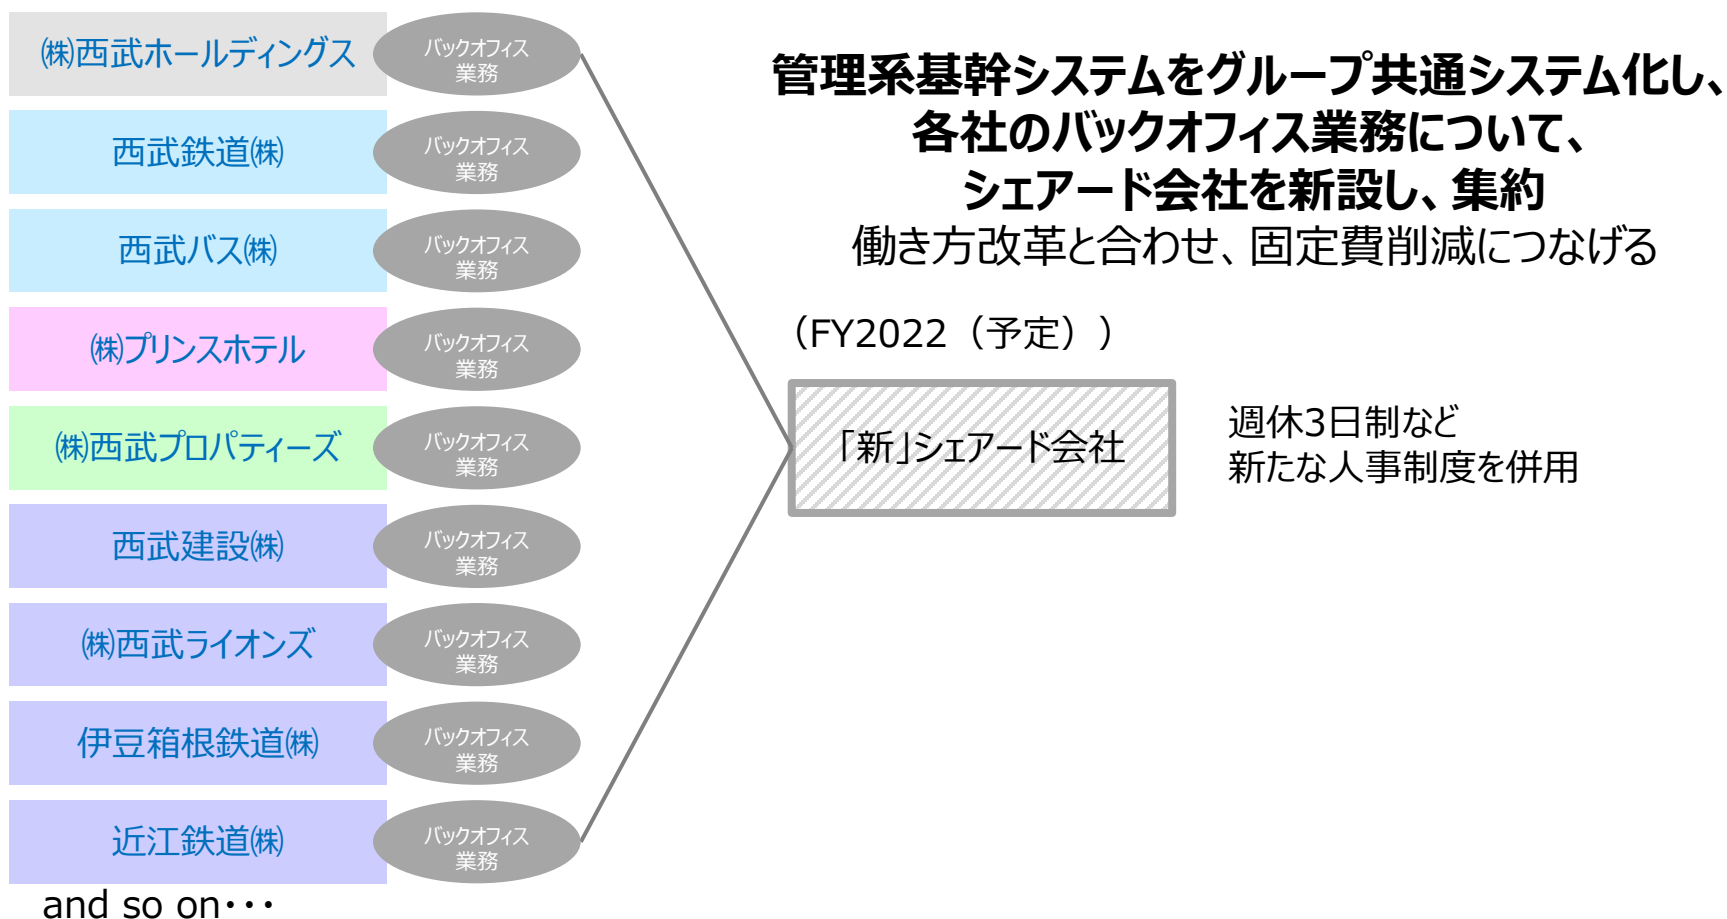 ㈱西武ホールディングス
バックオフィス
業務
西武鉄道㈱
バックオフィス
業務
西武バス㈱
バックオフィス
業務
㈱プリンスホテル
バックオフィス
業務
㈱西武プロパティーズ
バックオフィス
業務
西武建設㈱
バックオフィス
業務
㈱西武ライオンズ
バックオフィス
業務
伊豆箱根鉄道㈱
バックオフィス
業務
近江鉄道㈱
バックオフィス
業務
and so on・・・
管理系基幹システムをグループ共通システム化し、
各社のバックオフィス業務について、
シェアード会社を新設し、集約
働き方改革と合わせ、固定費削減につなげる
（FY2022（予定））
「新」シェアード会社
週休3日制など
新たな人事制度を併用